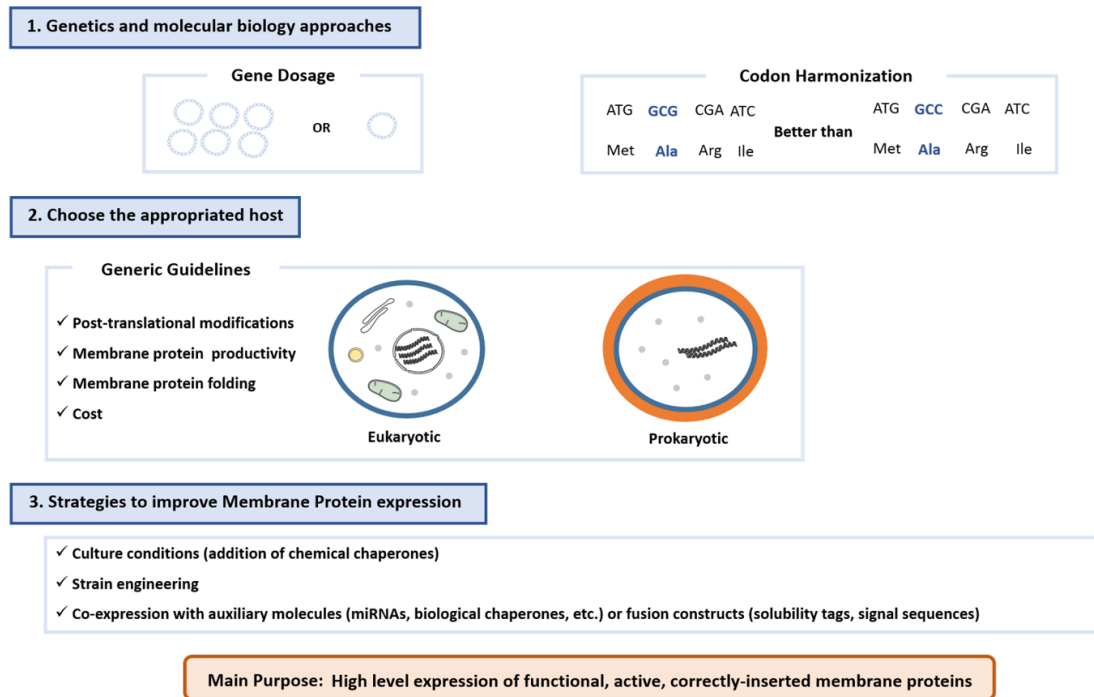 1. Genetics and molecular biology approaches
Gene Dosage
OR
Codon Harmonization
ATG GCG CGA ATC
Met Ala Arg Ile
Better than
ATG GCC CGA ATC
Met Ala Arg Ile
2. Choose the appropriated host
Generic Guidelines
✓ Post-translational modifications
✓ Membrane protein productivity
✓ Membrane protein folding
✓ Cost
Eukaryotic
Prokaryotic
3. Strategies to improve Membrane Protein expression
✓ Culture conditions (addition of chemical chaperones)
✓ Strain engineering
✓ Co-expression with auxiliary molecules (miRNAs, biological chaperones, etc.) or fusion constructs (solubility tags, signal sequences)
Main Purpose: High level expression of functional, active, correctly-inserted membrane proteins